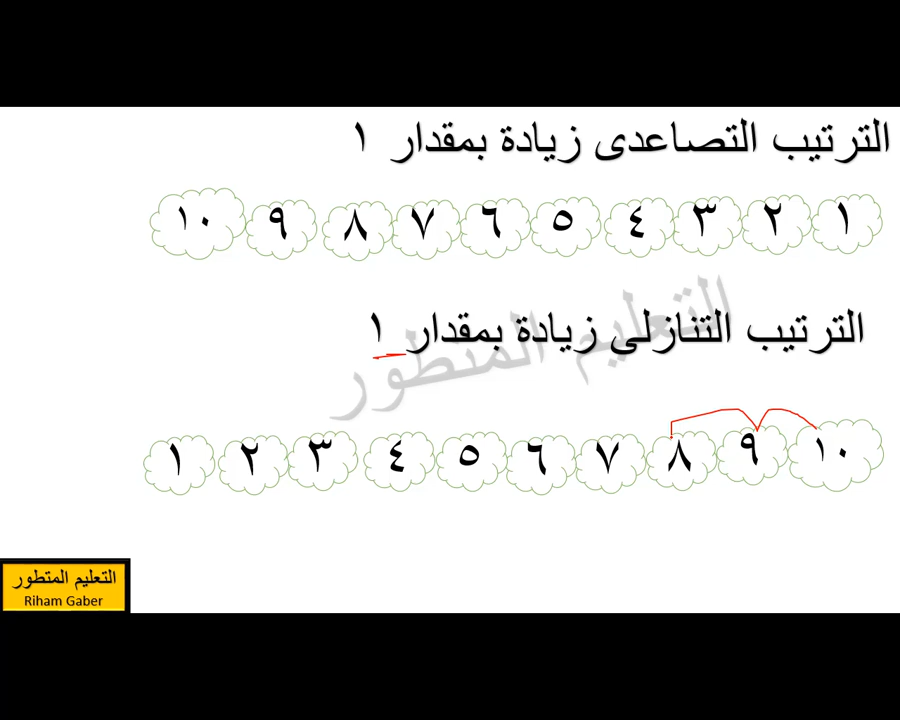 الترتيب التصاعدى زيادة بمقدار ١
١ ٢ ٣ ٤ ٥ ٦ ٧ ٨ ٩ ١٠
الترتيب التنازلى زيادة بمقدار ١
التعليم المتطور
١٠ ٩ ٨ ٧ ٦ ٥ ٤ ٣ ٢ ١
التعليم المتطور
Riham Gaber